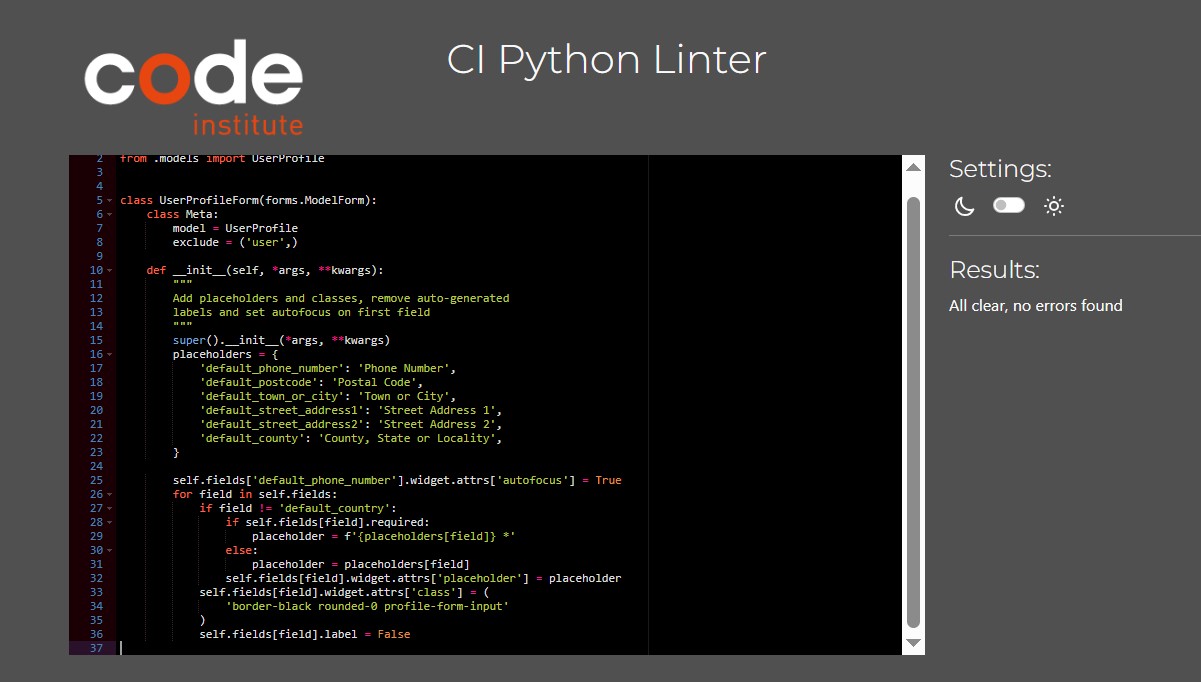 code
institute
CI Python Linter
2 from .models import UserProfile
3
4
5 class UserProfileForm(forms.ModelForm):
6     class Meta:
7         model = UserProfile
8         exclude = ('user',)
9
10     def __init__(self, *args, **kwargs):
11         """
12         Add placeholders and classes, remove auto-generated
13         labels and set autofocus on first field
14         """
15         super().__init__(*args, **kwargs)
16         placeholders = {
17             'default_phone_number': 'Phone Number',
18             'default_postcode': 'Postal Code',
19             'default_town_or_city': 'Town or City',
20             'default_street_address1': 'Street Address 1',
21             'default_street_address2': 'Street Address 2',
22             'default_county': 'County, State or Locality',
23         }
24
25         self.fields['default_phone_number'].widget.attrs['autofocus'] = True
26         for field in self.fields:
27             if field != 'default_country':
28                 if self.fields[field].required:
29                     placeholder = f'{placeholders[field]} *'
30                 else:
31                     placeholder = placeholders[field]
32                 self.fields[field].widget.attrs['placeholder'] = placeholder
33             self.fields[field].widget.attrs['class'] = (
34                 'border-black rounded-0 profile-form-input'
35             )
36             self.fields[field].label = False
37
Settings:
Results:
All clear, no errors found